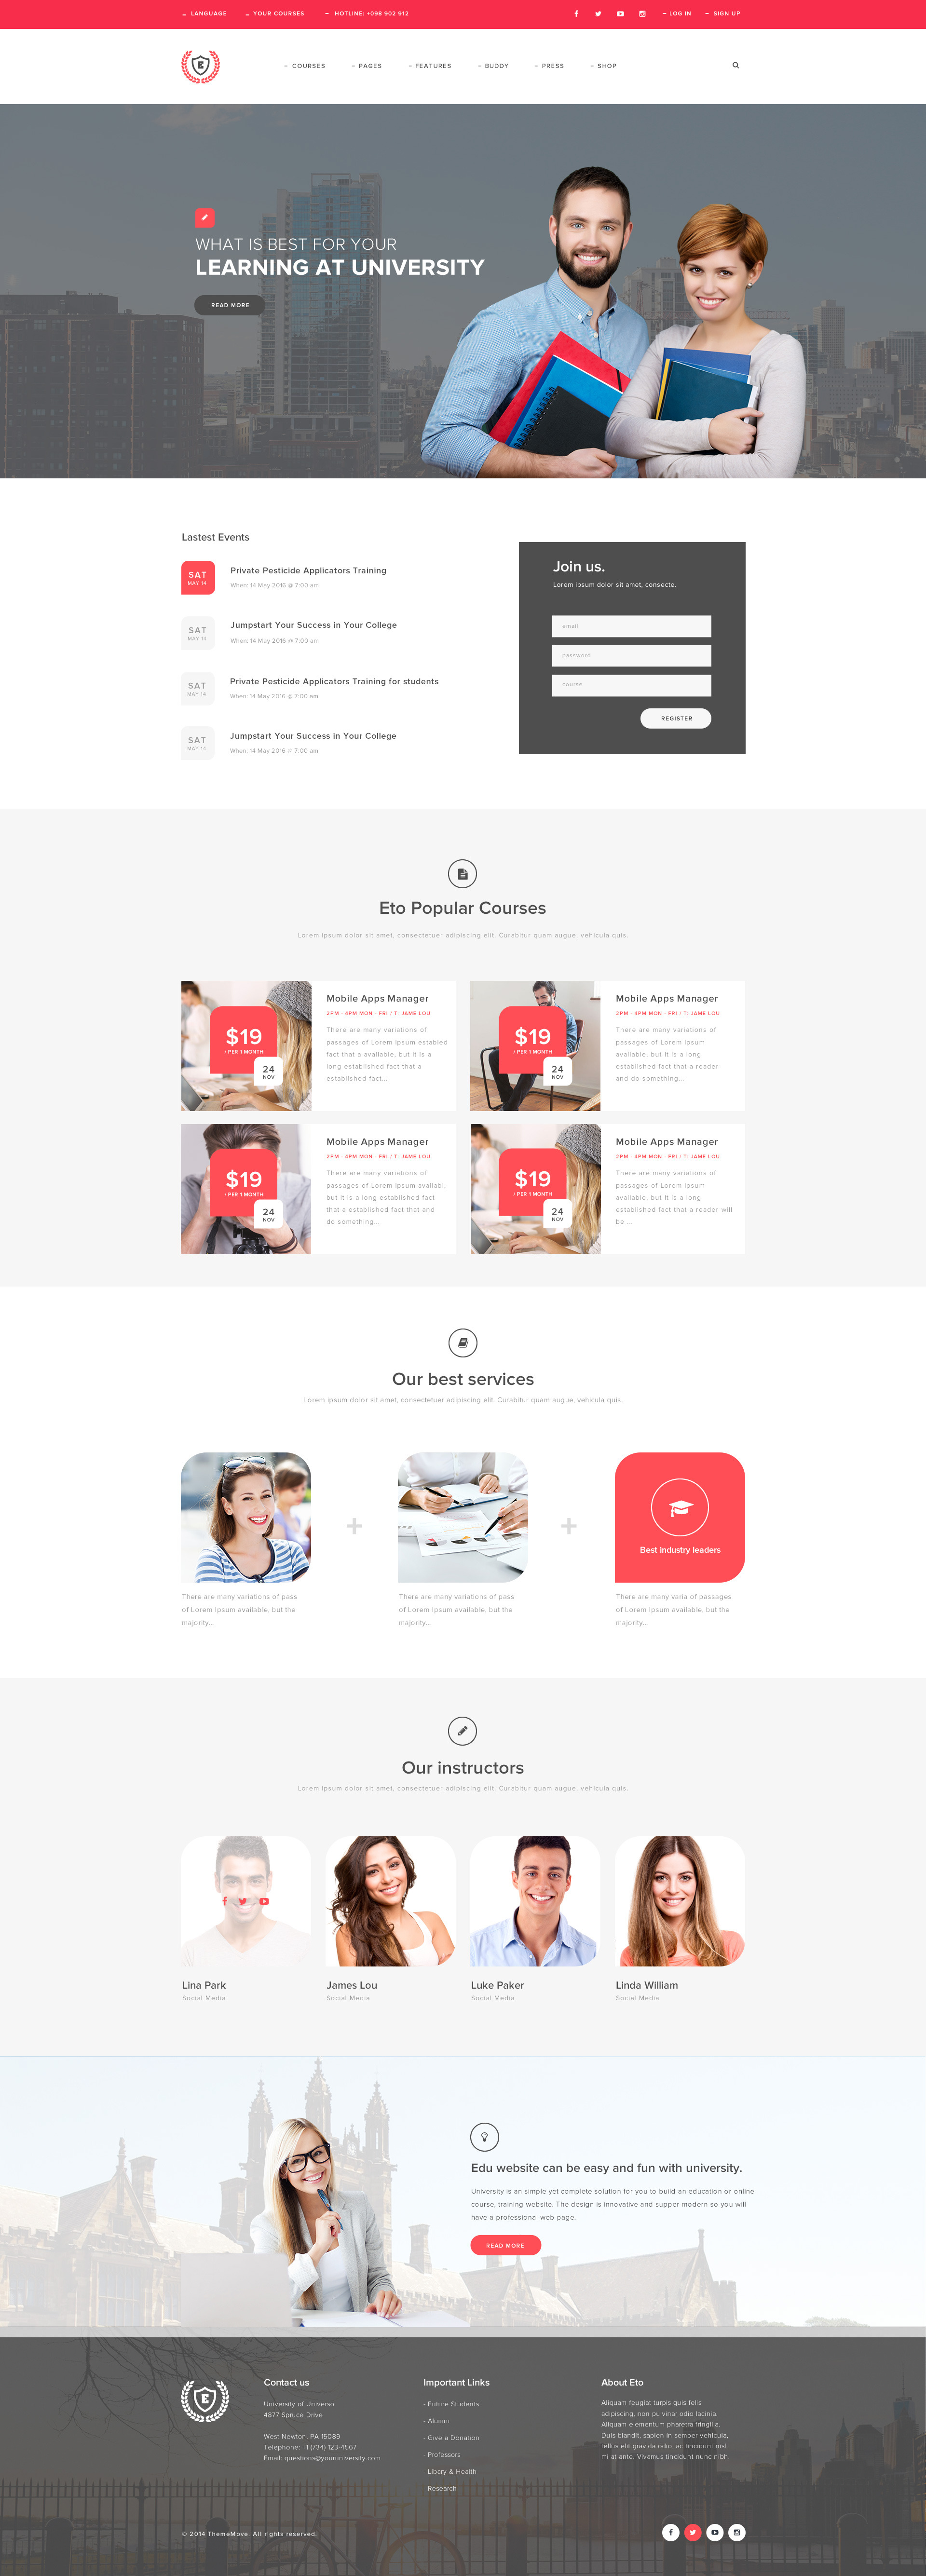 LANGUAGE YOUR COURSES HOTLINE: +098 902 912 LOG IN SIGN UP
E COURSES PAGES FEATURES BUDDY PRESS SHOP
WHAT IS BEST FOR YOUR
LEARNING AT UNIVERSITY
READ MORE
Lastest Events
SAT
MAY 14
Private Pesticide Applicators Training
When: 14 May 2016 @ 7:00 am
SAT
MAY 14
Jumpstart Your Success in Your College
When: 14 May 2016 @ 7:00 am
SAT
MAY 14
Private Pesticide Applicators Training for students
When: 14 May 2016 @ 7:00 am
SAT
MAY 14
Jumpstart Your Success in Your College
When: 14 May 2016 @ 7:00 am
Join us.
Lorem ipsum dolor sit amet, consecte.
email
password
course
REGISTER
Eto Popular Courses
Lorem ipsum dolor sit amet, consectetuer adipiscing elit. Curabitur quam augue, vehicula quis.
$19
/ PER 1 MONTH
24
NOV
Mobile Apps Manager
2PM - 4PM MON - FRI / T: JAME LOU
There are many variations of
passages of Lorem Ipsum establed
fact that a available, but It is a
long established fact that a
established fact...
$19
/ PER 1 MONTH
24
NOV
Mobile Apps Manager
2PM - 4PM MON - FRI / T: JAME LOU
There are many variations of
passages of Lorem Ipsum
available, but It is a long
established fact that a reader
and do something...
$19
/ PER 1 MONTH
24
NOV
Mobile Apps Manager
2PM - 4PM MON - FRI / T: JAME LOU
There are many variations of
passages of Lorem Ipsum availabl,
but It is a long established fact
that a established fact that and
do something...
$19
/ PER 1 MONTH
24
NOV
Mobile Apps Manager
2PM - 4PM MON - FRI / T: JAME LOU
There are many variations of
passages of Lorem Ipsum
available, but It is a long
established fact that a reader will
be ...
Our best services
Lorem ipsum dolor sit amet, consectetuer adipiscing elit. Curabitur quam augue, vehicula quis.
There are many variations of pass
of Lorem Ipsum available, but the
majority...
There are many variations of pass
of Lorem Ipsum available, but the
majority...
Best industry leaders
There are many varia of passages
of Lorem Ipsum available, but the
majority...
Our instructors
Lorem ipsum dolor sit amet, consectetuer adipiscing elit. Curabitur quam augue, vehicula quis.
Lina Park
Social Media
James Lou
Social Media
Luke Paker
Social Media
Linda William
Social Media
Edu website can be easy and fun with university.
University is an simple yet complete solution for you to build an education or online
course, training website. The design is innovative and supper modern so you will
have a professional web page.
READ MORE
E
Contact us
University of Universo
4877 Spruce Drive
West Newton, PA 15089
Telephone: +1 (734) 123-4567
Email: questions@youruniversity.com
Important Links
- Future Students
- Alumni
- Give a Donation
- Professors
- Libary & Health
- Research
About Eto
Aliquam feugiat turpis quis felis
adipiscing, non pulvinar odio lacinia.
Aliquam elementum pharetra fringilla.
Duis blandit, sapien in semper vehicula,
tellus elit gravida odio, ac tincidunt nisl
mi at ante. Vivamus tincidunt nunc nibh.
© 2014 ThemeMove. All rights reserved.